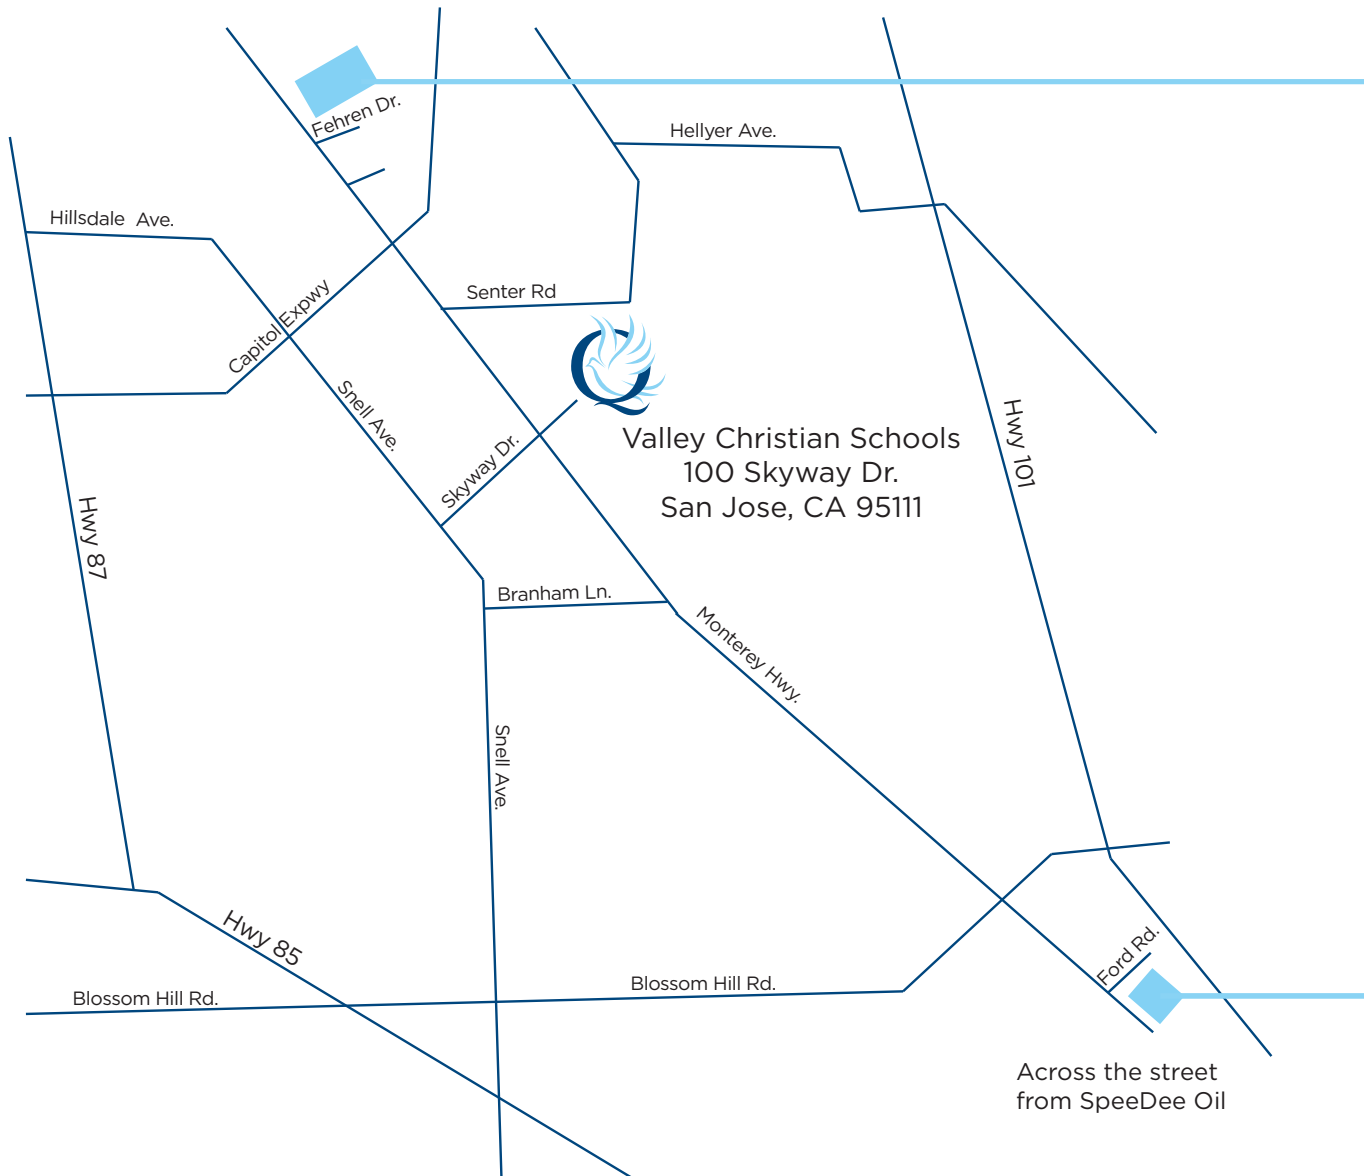 Fehren Dr.
Hellyer Ave.
Hillsdale Ave.
Senter Rd
Capitol Expwy
Snell Ave.
Skyway Dr.
Valley Christian Schools
100 Skyway Dr.
San Jose, CA 95111
Hwy 101
Hwy 87
Branham Ln.
Monterey Hwy.
Snell Ave.
Hwy 85
Ford Rd.
Blossom Hill Rd.
Blossom Hill Rd.
Across the street
from SpeeDee Oil